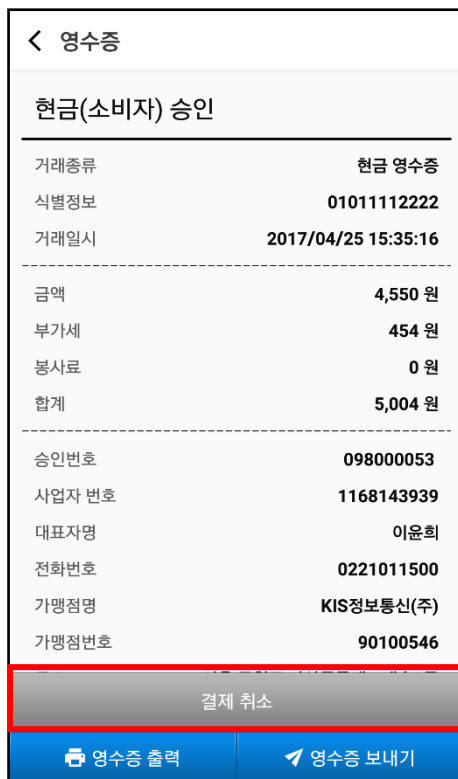 영수증
현금(소비자) 승인
거래종류 현금 영수증
식별정보 01011112222
거래일시 2017/04/25 15:35:16
금액 4,550 원
부가세 454 원
봉사료 0 원
합계 5,004 원
승인번호 098000053
사업자 번호 1168143939
대표자명 이윤희
전화번호 0221011500
가맹점명 KIS정보통신(주)
가맹점번호 90100546
결제 취소
영수증 출력 영수증 보내기